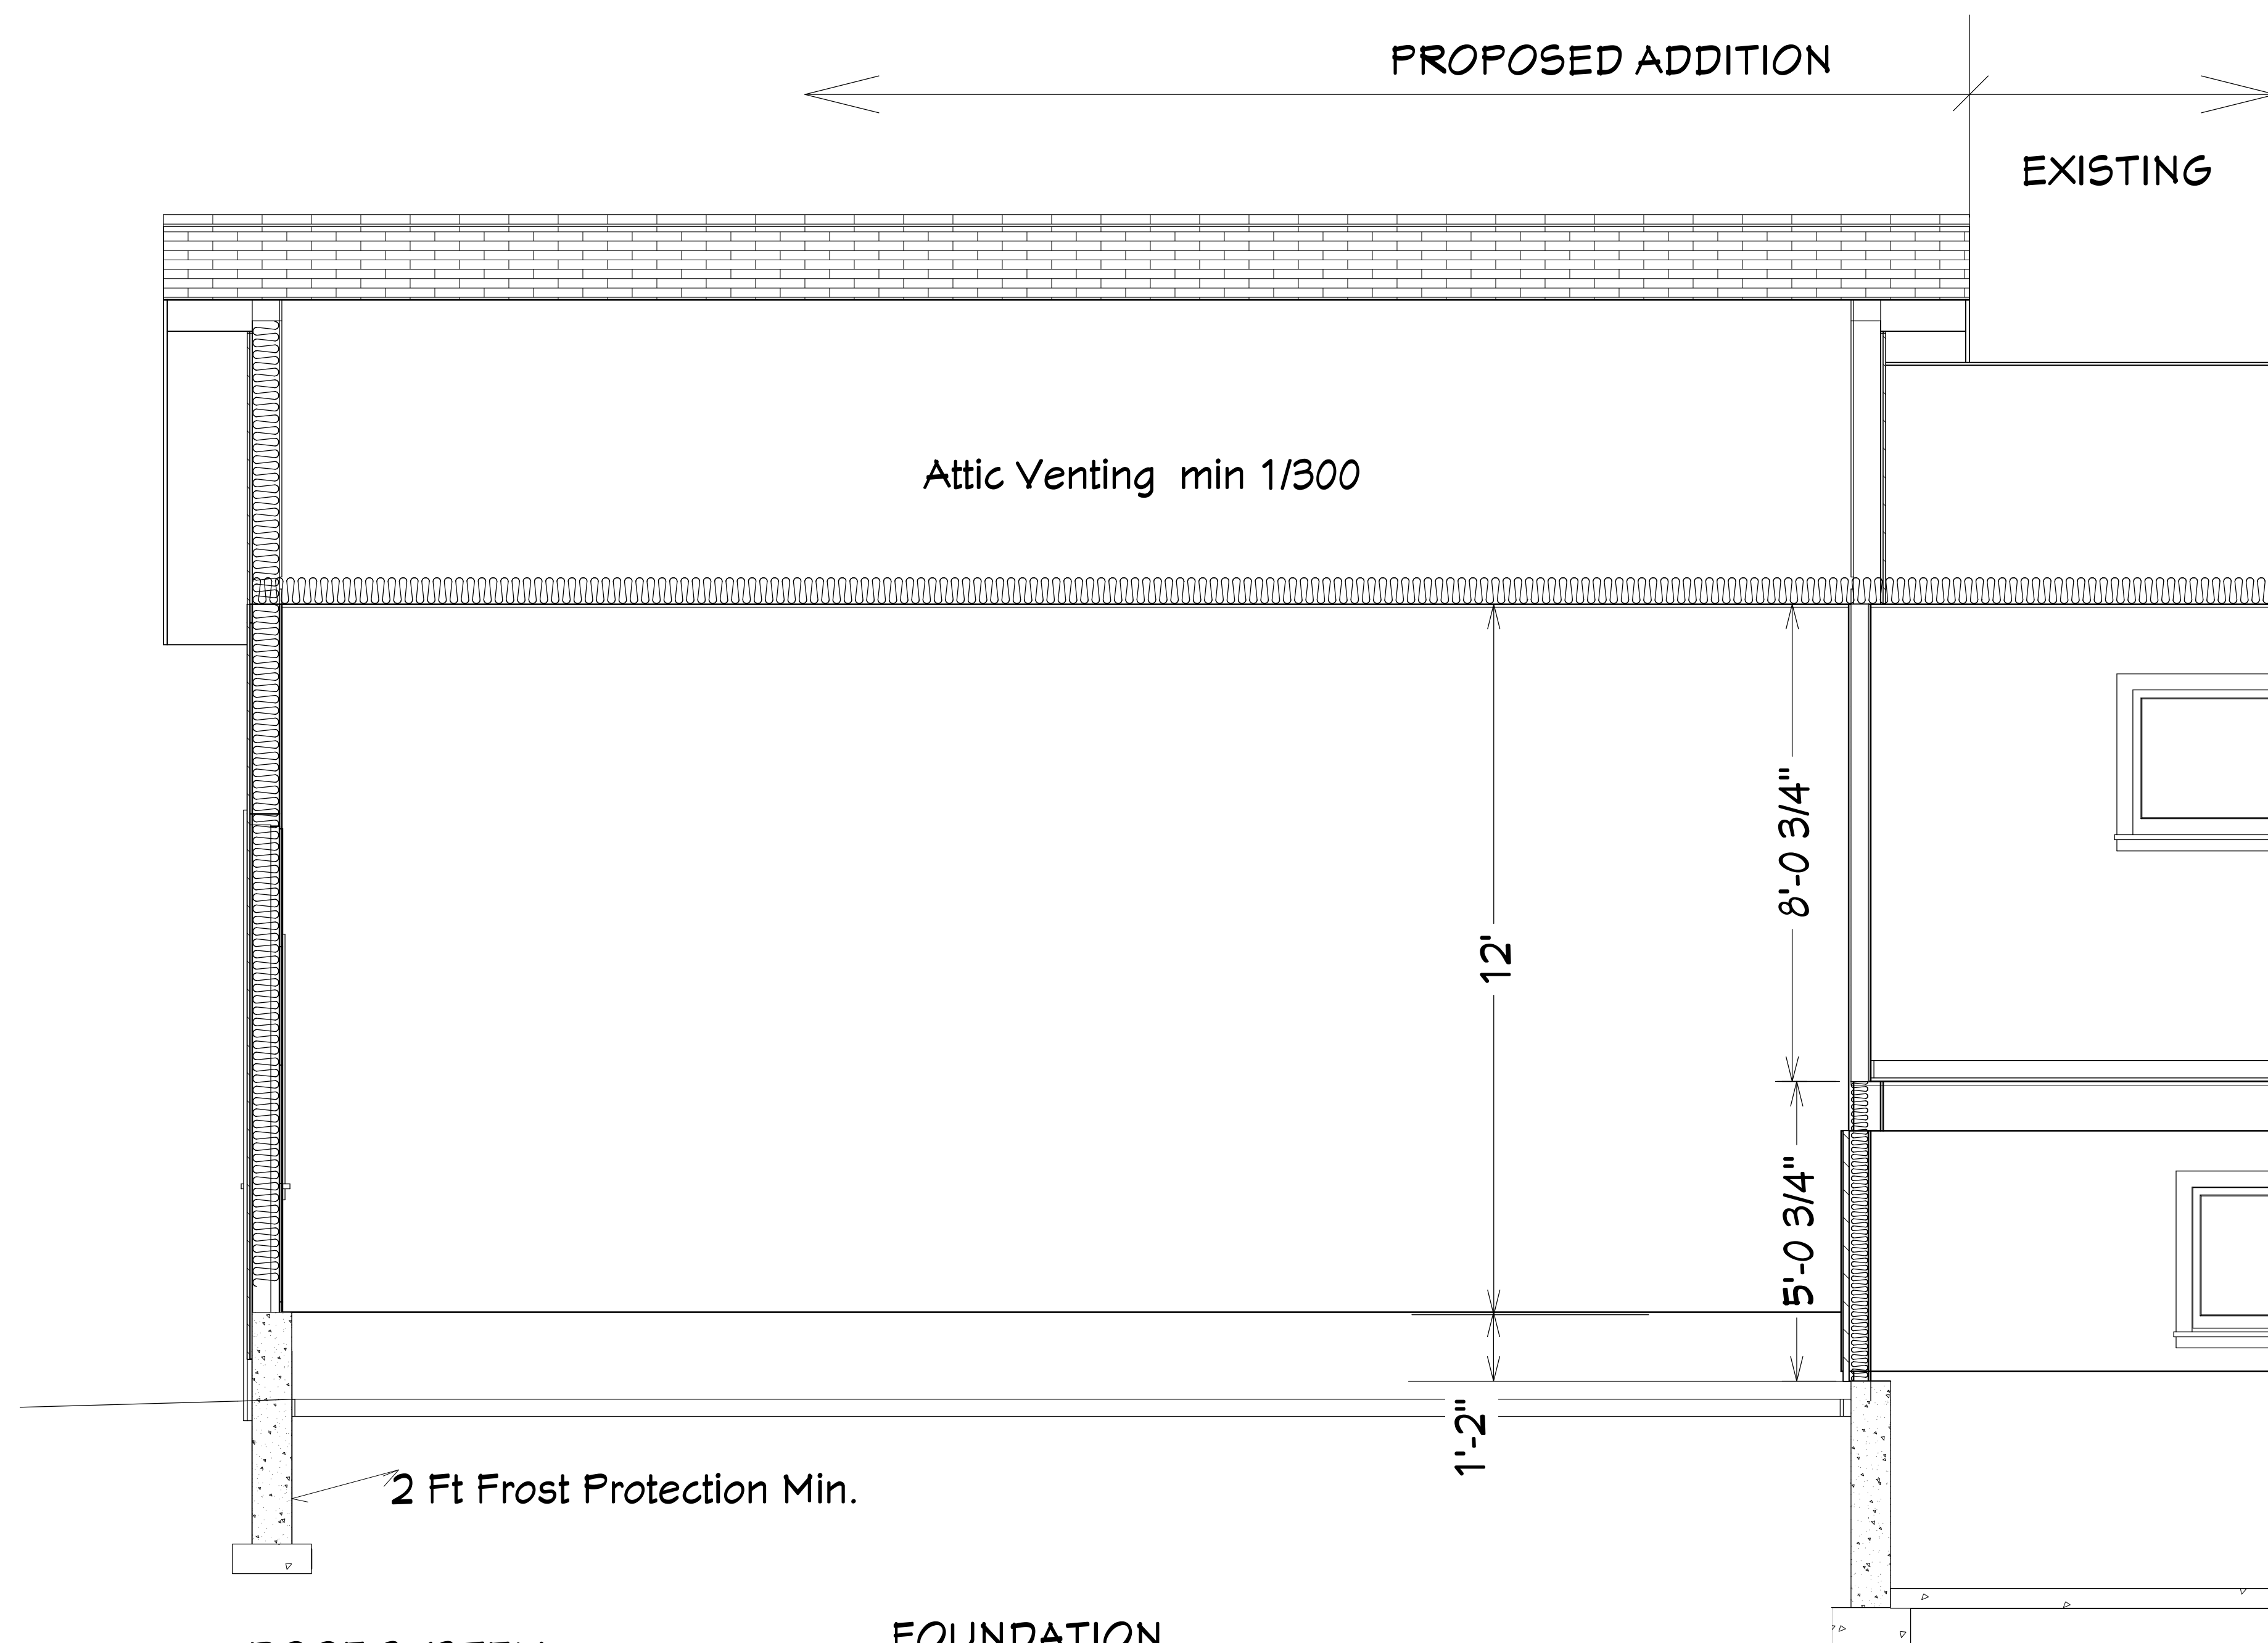 PROPOSED ADDITION
EXISTING
Attic Venting min 1/300
8'-0 3/4"
12'
5'-0 3/4"
1'-2"
2 Ft Frost Protection Min.
FOUNDATION